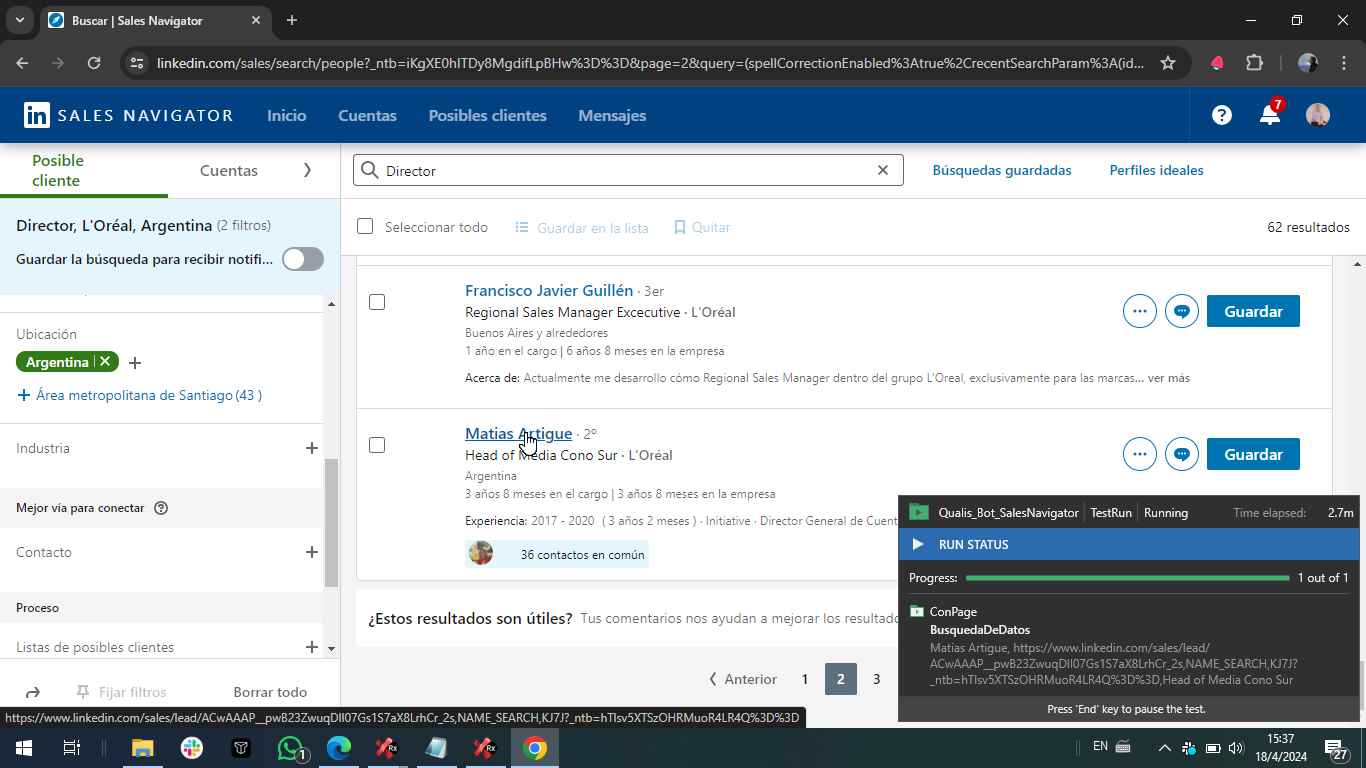 Buscar | Sales Navigator
linkedin.com/sales/search/people?_ntb=iKgXE0hITDy8MgdifLpBHw%3D%3D&page=2&query=(spellCorrectionEnabled%3Atrue%2CrecentSearchParam%3A(id...
in SALES NAVIGATOR
Inicio
Cuentas
Posibles clientes
Mensajes
7
Posible
cliente
Cuentas
Director
Búsquedas guardadas
Perfiles ideales
Director, L'Oréal, Argentina (2 filtros)
Guardar la búsqueda para recibir notifi...
Seleccionar todo
Guardar en la lista
Quitar
62 resultados
Ubicación
Argentina
Área metropolitana de Santiago (43 )
Industria
Mejor vía para conectar
Contacto
Proceso
Listas de posibles clientes
Fijar filtros
Borrar todo
Francisco Javier Guillén · 3er
Regional Sales Manager Excecutive · L'Oréal
Buenos Aires y alrededores
1 año en el cargo | 6 años 8 meses en la empresa
Acerca de: Actualmente me desarrollo cómo Regional Sales Manager dentro del grupo L'Oreal, exclusivamente para las marcas... ver más
Guardar
Matias Artigue · 2º
Head of Media Cono Sur · L'Oréal
Argentina
3 años 8 meses en el cargo | 3 años 8 meses en la empresa
Experiencia: 2017 - 2020 ( 3 años 2 meses ) · Initiative · Director General de Cuent
36 contactos en común
Guardar
¿Estos resultados son útiles? Tus comentarios nos ayudan a mejorar los resultado
Anterior
1
2
3
Qualis_Bot_SalesNavigator
TestRun
Running
Time elapsed: 2.7m
RUN STATUS
Progress: 1 out of 1
ConPage
BusquedaDeDatos
Matias Artigue, https://www.linkedin.com/sales/lead/
ACwAAAP__pwB23ZwuqDlI07Gs1S7aX8LrhCr_2s,NAME_SEARCH,KJ7J?
_ntb=hTlsv5XTSzOHRMuoR4LR4Q%3D%3D,Head of Media Cono Sur
Press 'End' key to pause the test.
https://www.linkedin.com/sales/lead/ACwAAAP__pwB23ZwuqDlI07Gs1S7aX8LrhCr_2s,NAME_SEARCH,KJ7J?_ntb=hTlsv5XTSzOHRMuoR4LR4Q%3D%3D
1
Rx
Rx
EN
15:37
18/4/2024
27